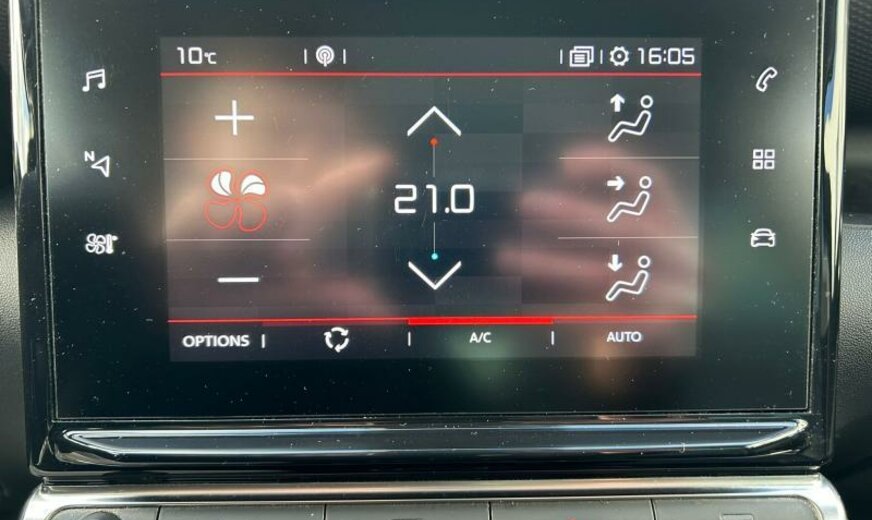 10°C 16:05
N
21.0
OPTIONS A/C AUTO